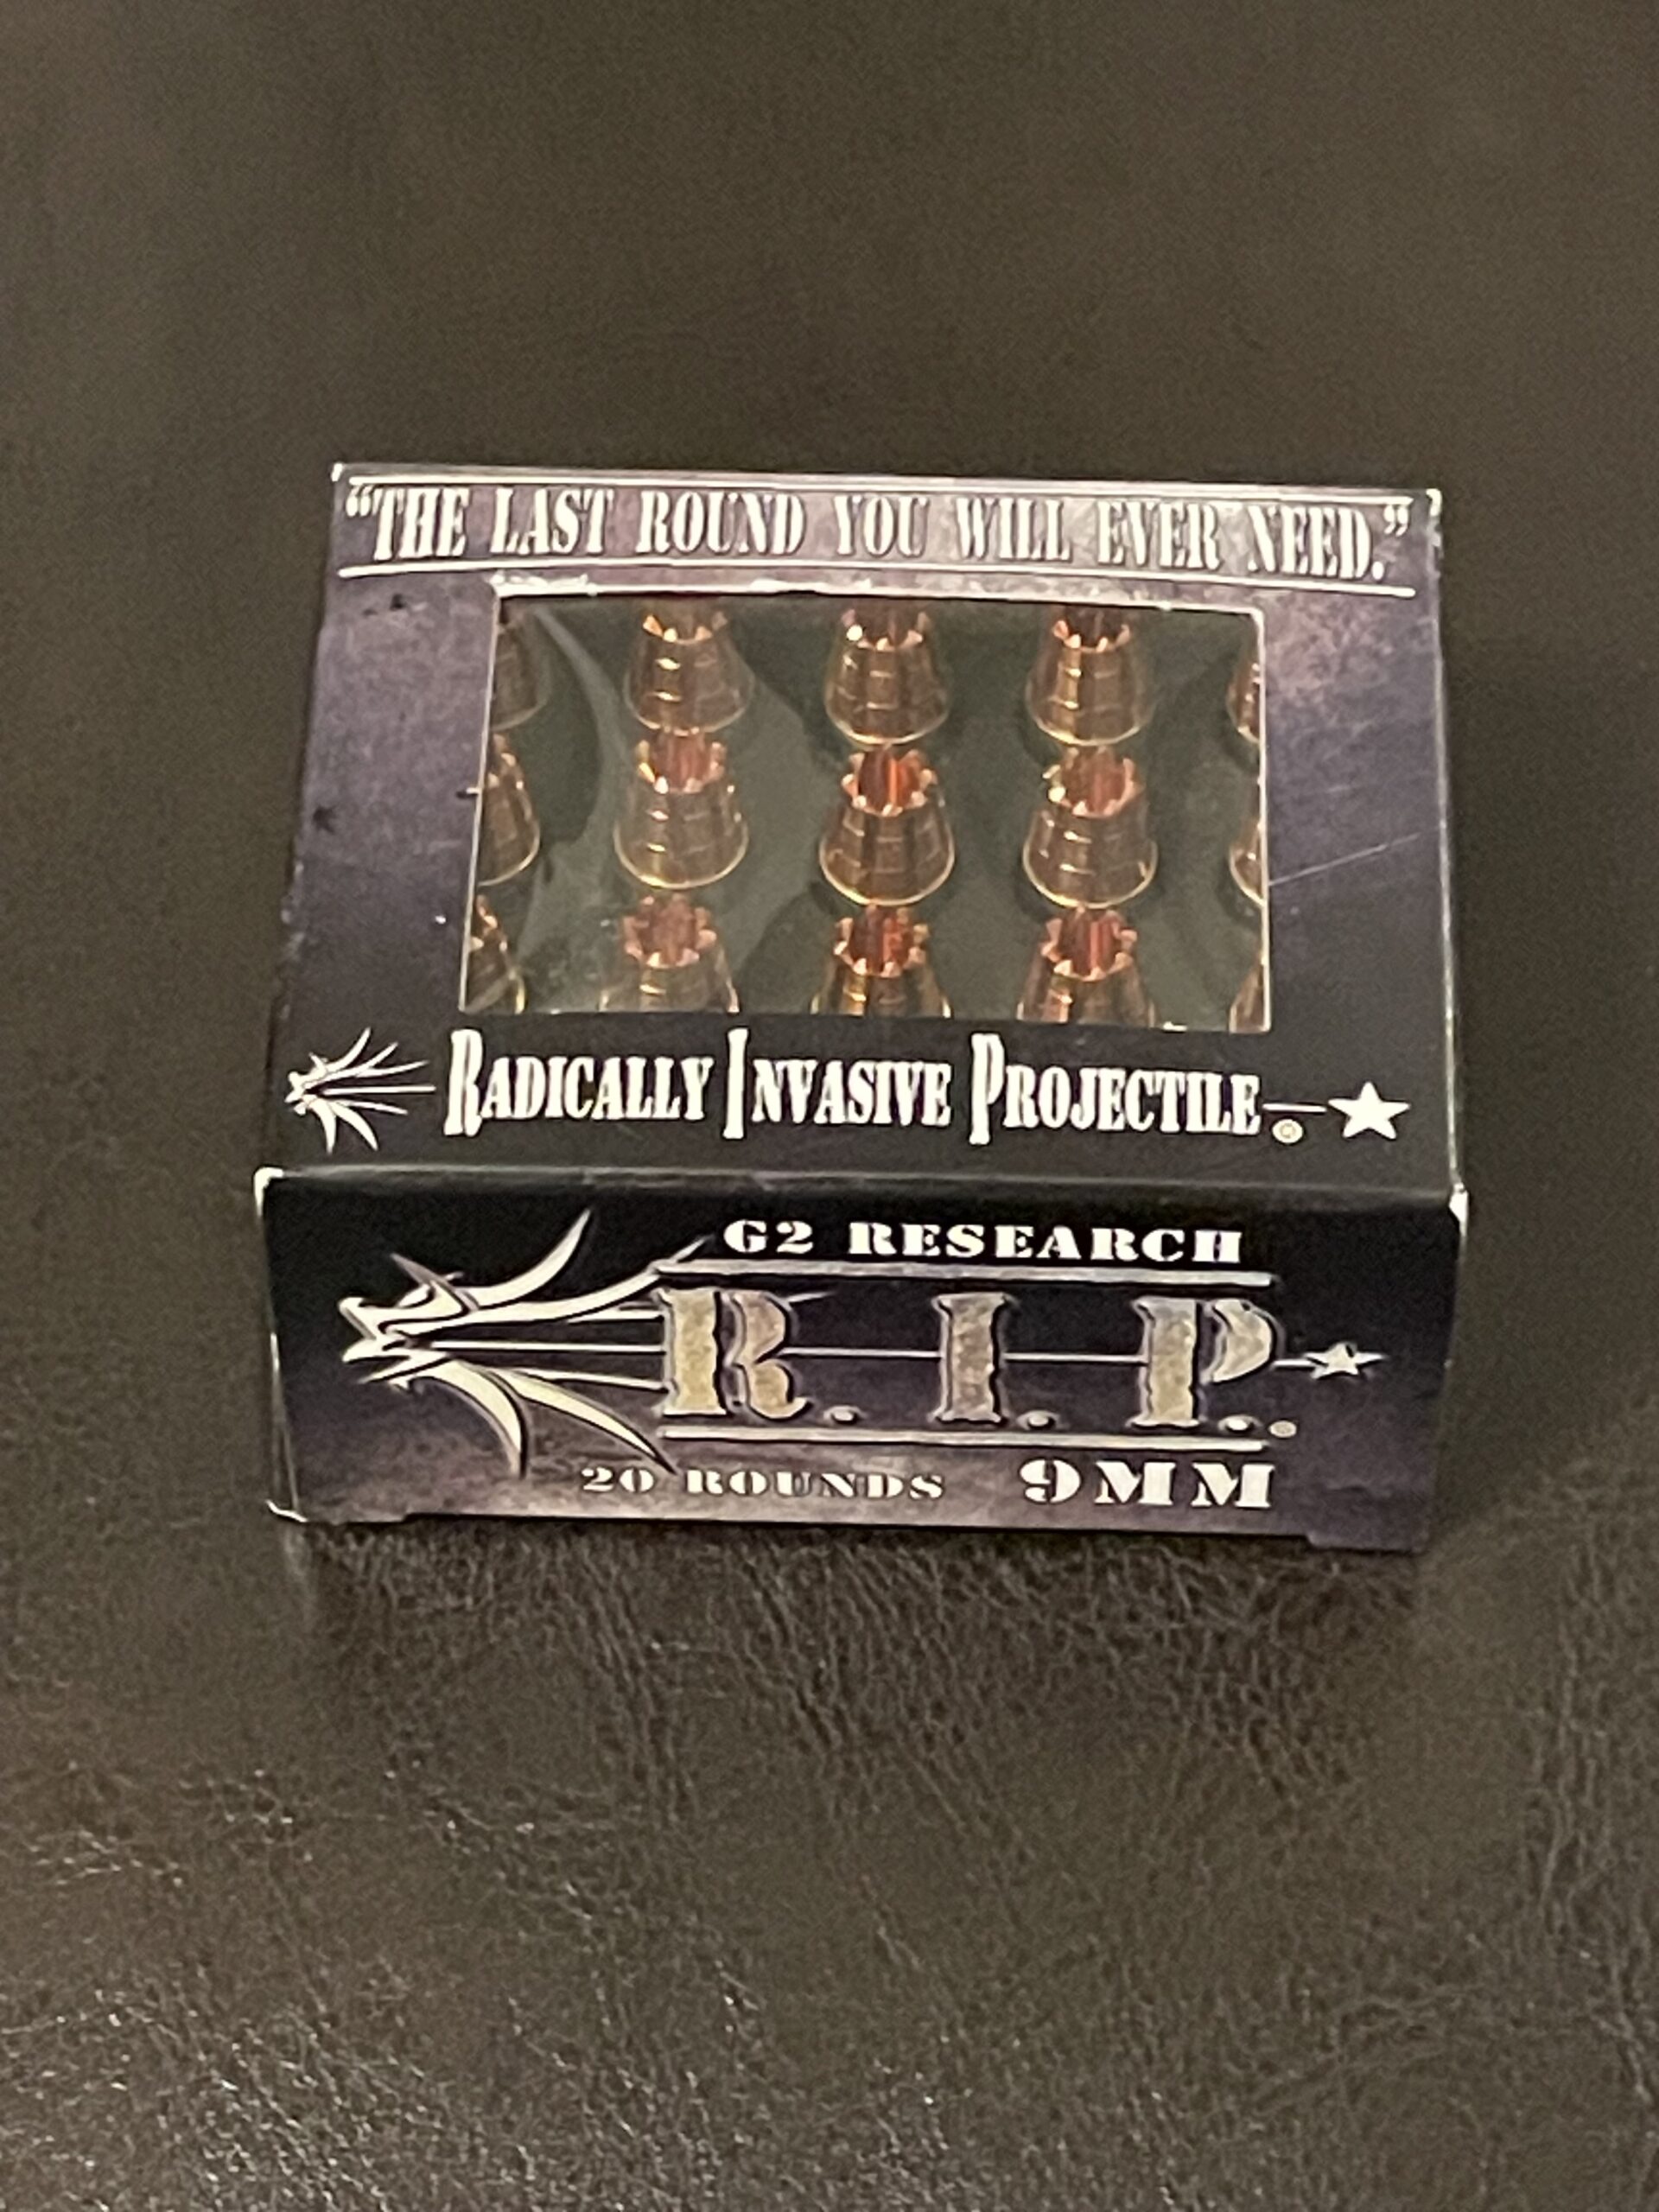 “THE LAST ROUND YOU WILL EVER NEED.”
RADICALLY INVASIVE PROJECTILE®
G2 RESEARCH
R.I.P.®
20 ROUNDS 9MM